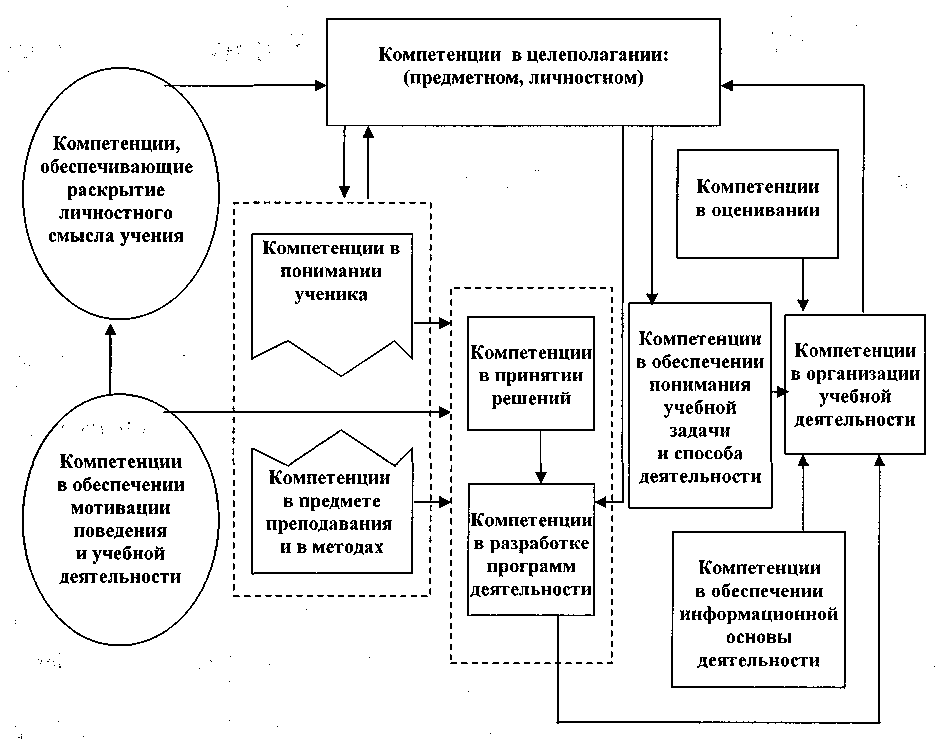 Компетенции в целеполагании:
(предметном, личностном)
Компетенции,
обеспечивающие
раскрытие
личностного
смысла учения
Компетенции
в оценивании
Компетенции в
понимании
ученика
Компетенции
в принятии
решений
Компетенции
в обеспечении
понимания
учебной
задачи
и способа
деятельности
Компетенции
в организации
учебной
деятельности
Компетенции
в обеспечении
мотивации
поведения
и учебной
деятельности
Компетенции
в предмете
преподавания
и в методах
Компетенции
в разработке
программ
деятельности
Компетенции
в обеспечении
информационной
основы
деятельности